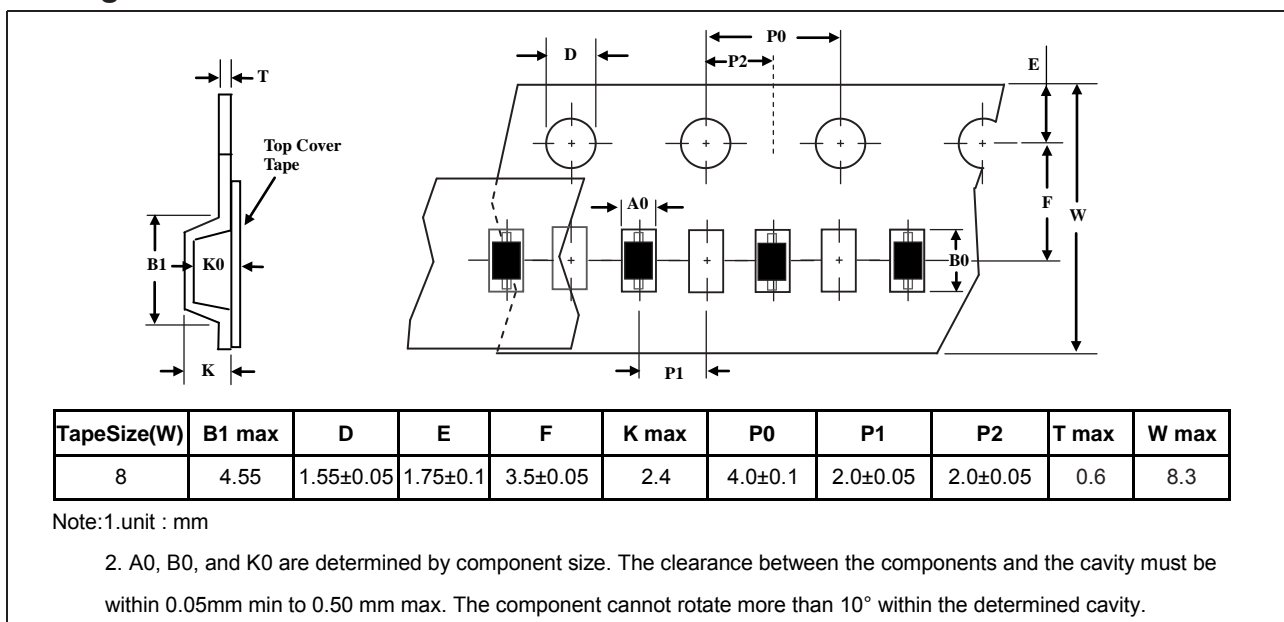 D
P0
P2
E
T
Top Cover
Tape
A0
F
W
B1
K0
B0
K
P1
TapeSize(W) B1 max D E F K max P0 P1 P2 T max W max
8 4.55 1.55±0.05 1.75±0.1 3.5±0.05 2.4 4.0±0.1 2.0±0.05 2.0±0.05 0.6 8.3
Note:1.unit : mm
2. A0, B0, and K0 are determined by component size. The clearance between the components and the cavity must be
within 0.05mm min to 0.50 mm max. The component cannot rotate more than 10° within the determined cavity.